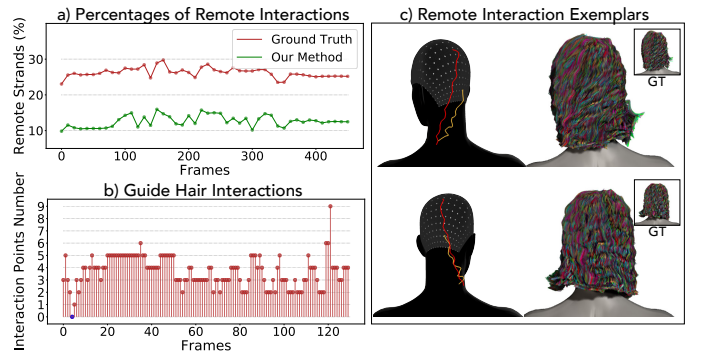 a) Percentages of Remote Interactions
Remote Strands (%)
30
20
10
Ground Truth
Our Method
0 100 200 300 400
Frames
b) Guide Hair Interactions
Interaction Points Number
9
8
7
6
5
4
3
2
1
0
0 20 40 60 80 100 120
Frames
c) Remote Interaction Exemplars
GT
GT